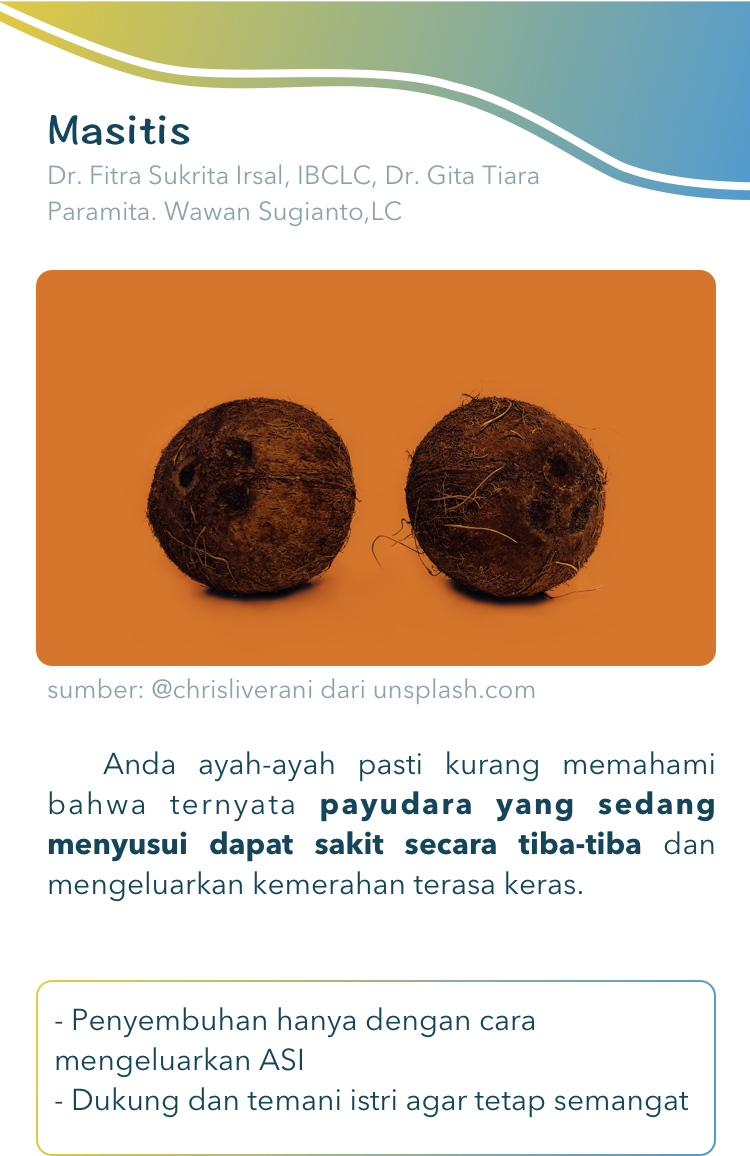 Masitis
Dr. Fitra Sukrita Irsal, IBCLC, Dr. Gita Tiara
Paramita. Wawan Sugianto,LC
sumber: @chrisliverani dari unsplash.com
Anda ayah-ayah pasti kurang memahami
bahwa ternyata payudara yang sedang
menyusui dapat sakit secara tiba-tiba dan
mengeluarkan kemerahan terasa keras.
- Penyembuhan hanya dengan cara
mengeluarkan ASI
- Dukung dan temani istri agar tetap semangat